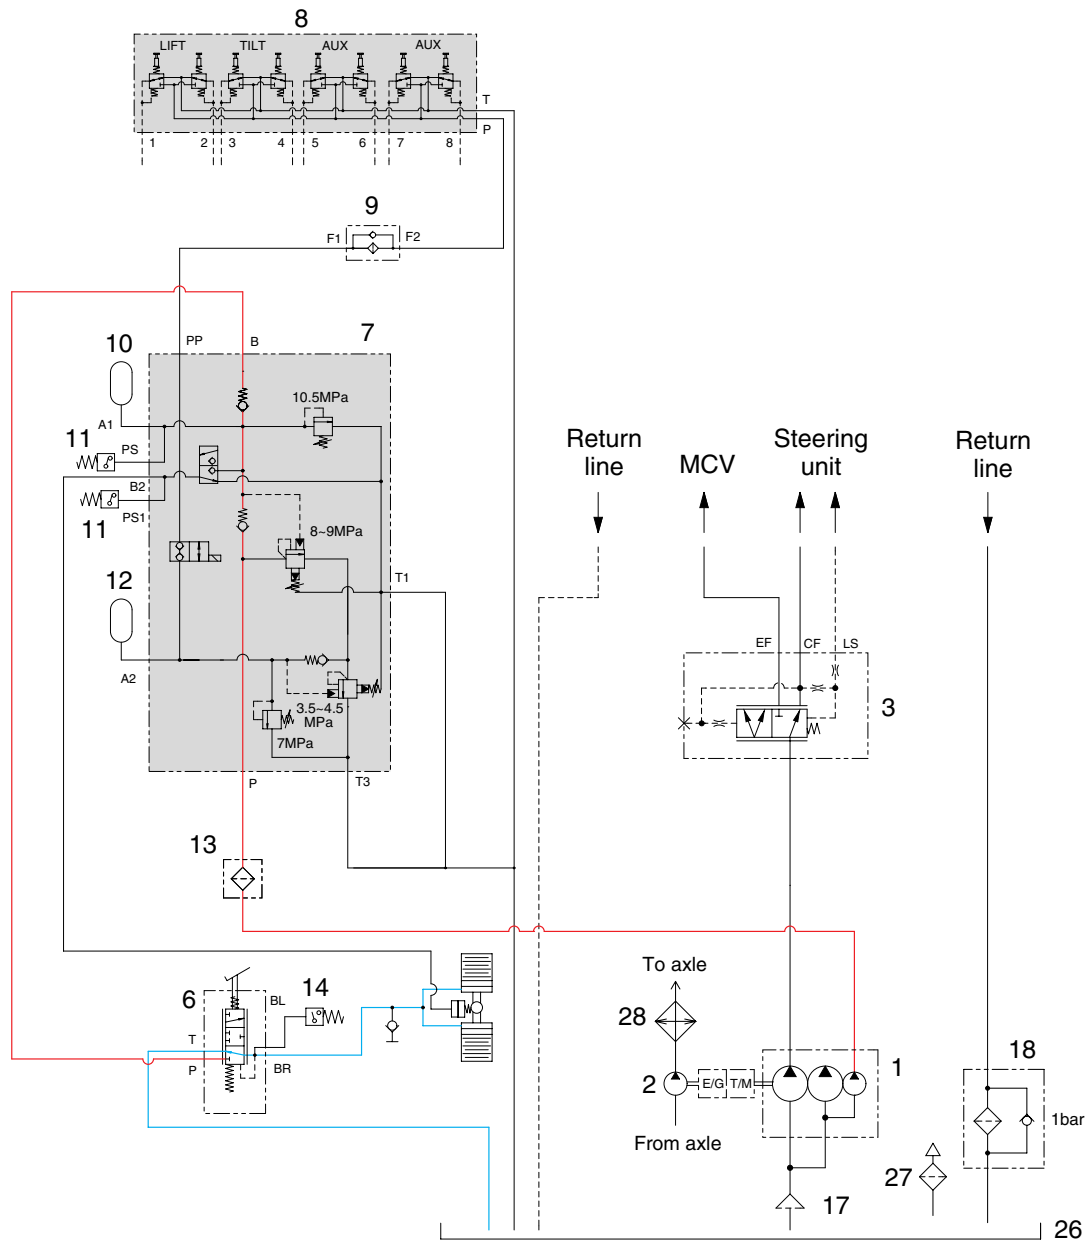 8
LIFT TILT AUX AUX
T
P
1 2 3 4 5 6 7 8
9
F1 F2
7
PP B
10
10.5MPa
A1
11 PS
B2
PS1
11
8~9MPa
12
T1
A2
3.5~4.5
MPa
7MPa
P T3
13
Return
line
MCV
Steering
unit
Return
line
EF CF LS
3
6 BL 14
T
P BR
To axle
28
2 E/G T/M 1
From axle
18
1bar
27
17
26